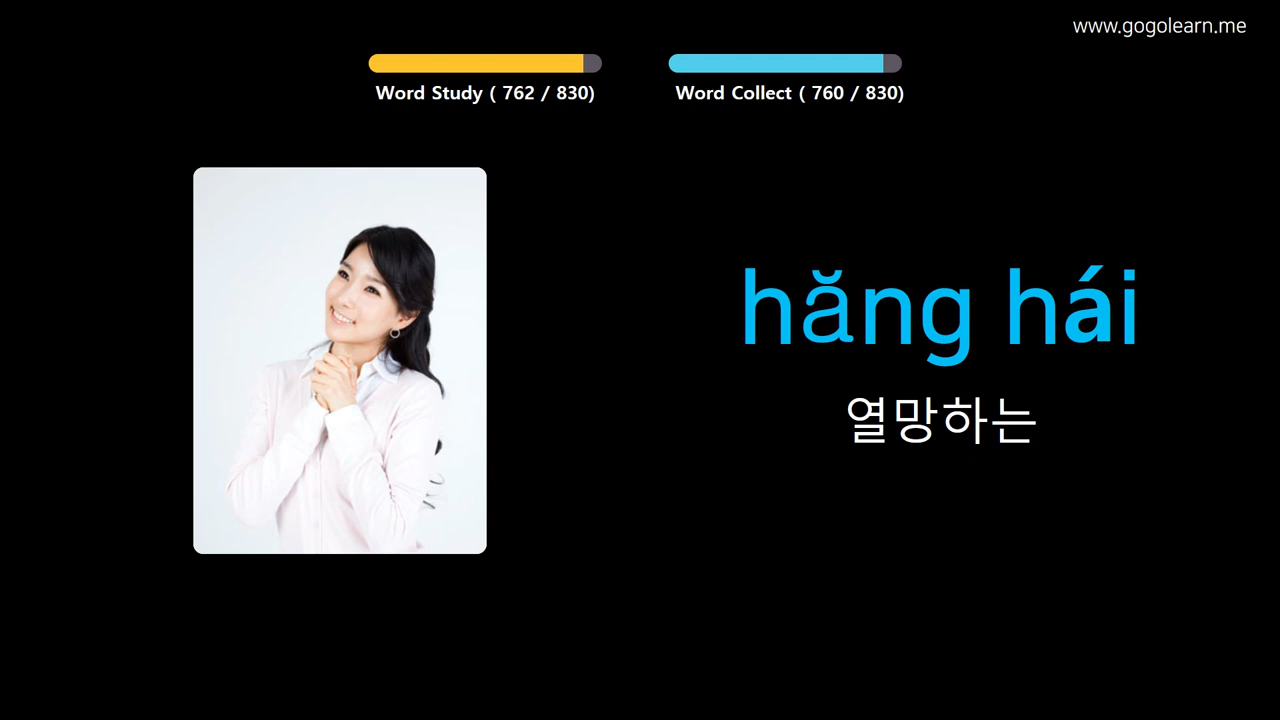 www.gogolearn.me
Word Study ( 762 / 830)
Word Collect ( 760 / 830)
hăng hái
열망하는